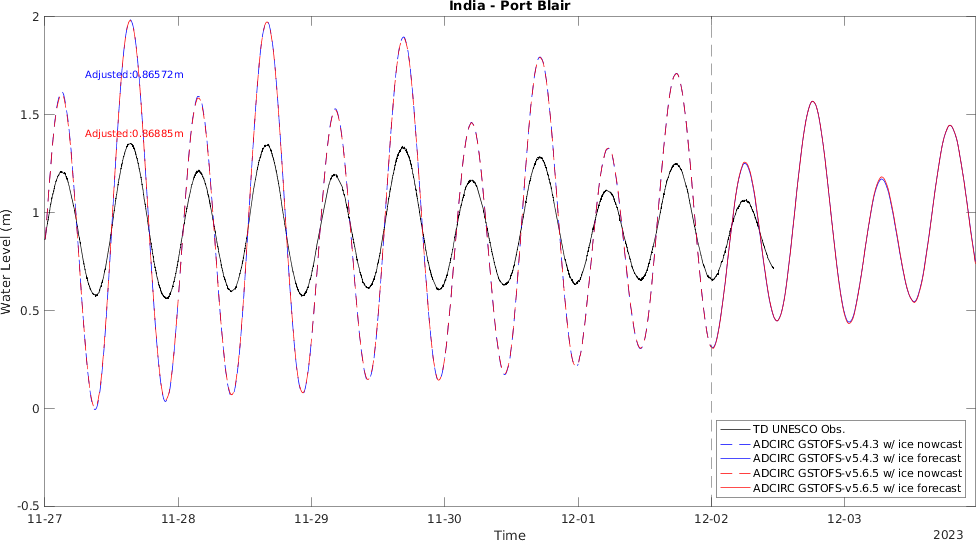 India - Port Blair
2
1.5
1
0.5
0
-0.5
Water Level (m)
Adjusted:0.86572m
Adjusted:0.86885m
TD UNESCO Obs.
ADCIRC GSTOFS-v5.4.3 w/ ice nowcast
ADCIRC GSTOFS-v5.4.3 w/ ice forecast
ADCIRC GSTOFS-v5.6.5 w/ ice nowcast
ADCIRC GSTOFS-v5.6.5 w/ ice forecast
11-27 11-28 11-29 11-30 12-01 12-02 12-03
Time
2023